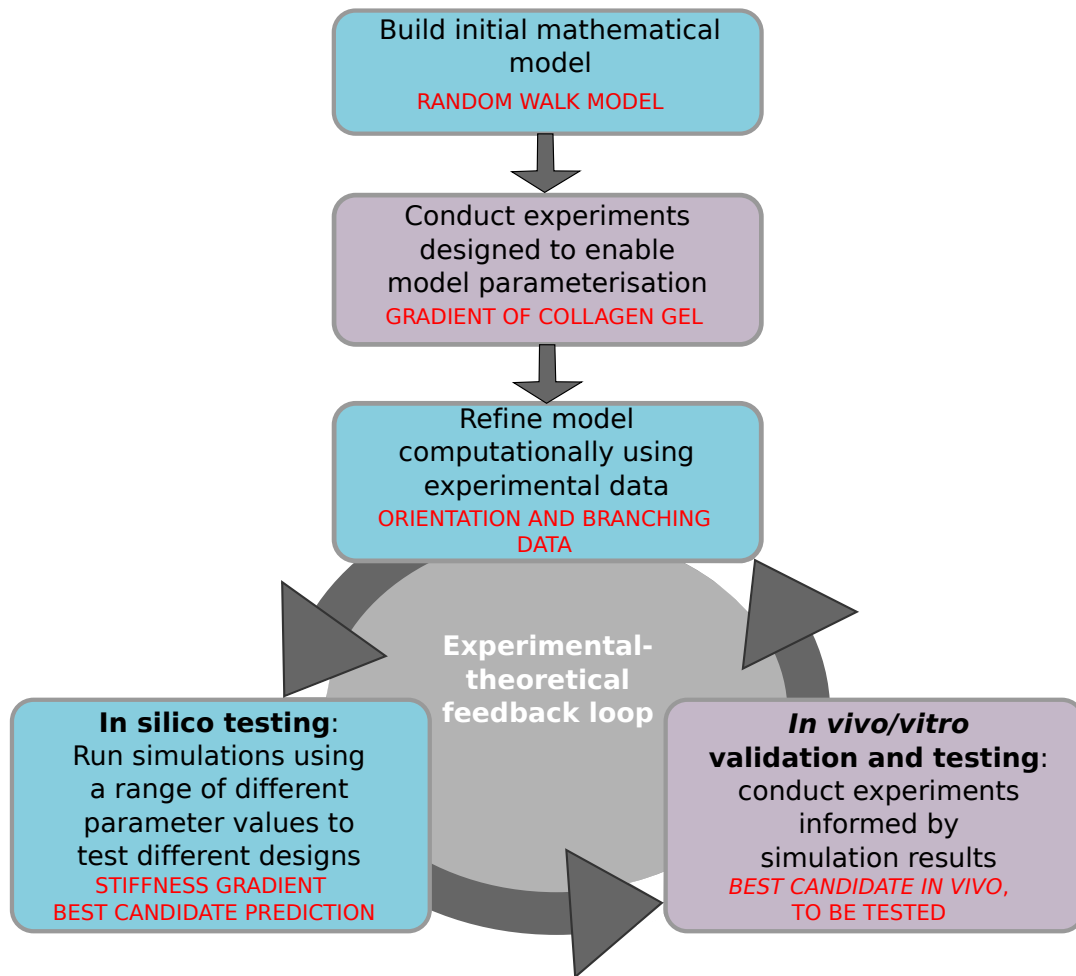 Build initial mathematical
model
RANDOM WALK MODEL
Conduct experiments
designed to enable
model parameterisation
GRADIENT OF COLLAGEN GEL
Refine model
computationally using
experimental data
ORIENTATION AND BRANCHING
DATA
Experimental-
theoretical
feedback loop
In silico testing:
Run simulations using
a range of different
parameter values to
test different designs
STIFFNESS GRADIENT
BEST CANDIDATE PREDICTION
In vivo/vitro
validation and testing:
conduct experiments
informed by
simulation results
BEST CANDIDATE IN VIVO,
TO BE TESTED